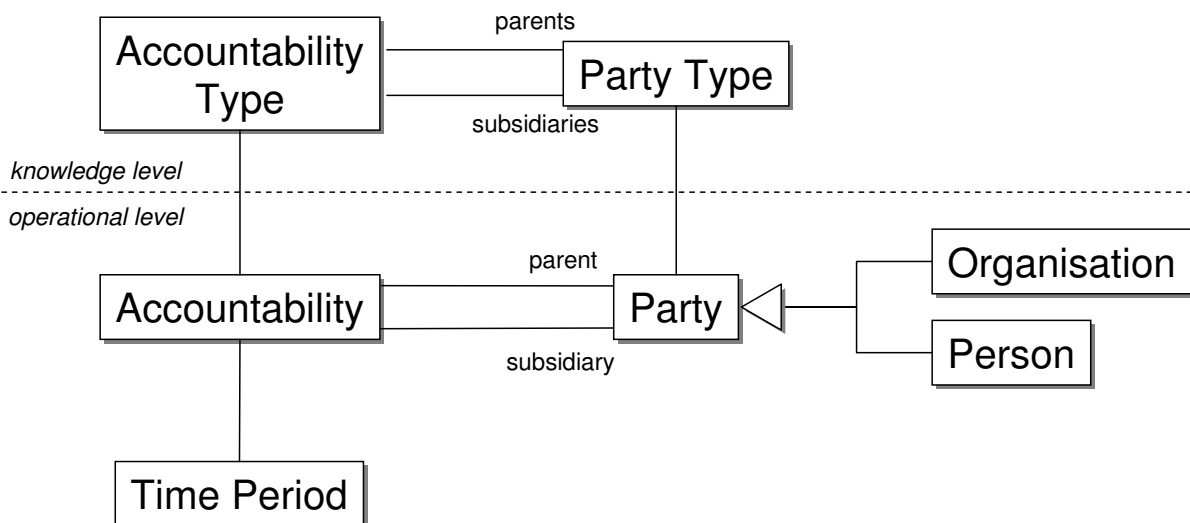 parents
Accountability
Type
Party Type
subsidiaries
knowledge level
operational level
parent
Organisation
Accountability
Party
Person
subsidiary
Time Period